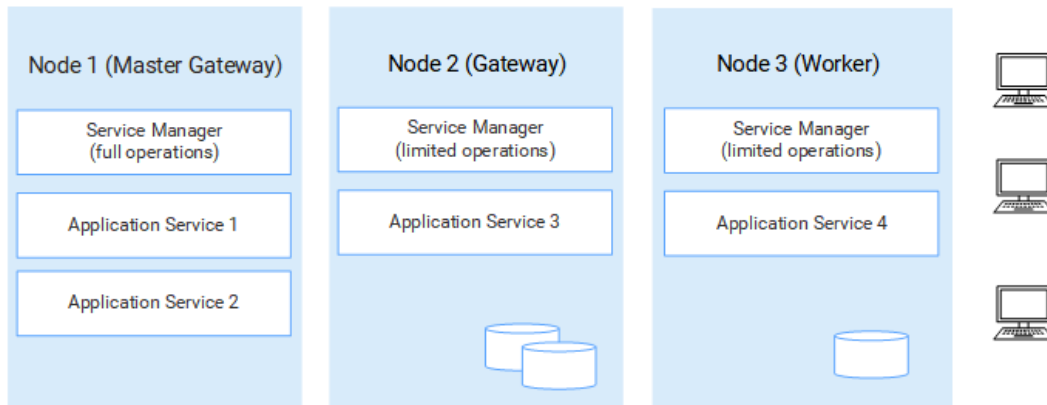 Node 1 (Master Gateway)
Service Manager
(full operations)
Application Service 1
Application Service 2
Node 2 (Gateway)
Service Manager
(limited operations)
Application Service 3
Node 3 (Worker)
Service Manager
(limited operations)
Application Service 4